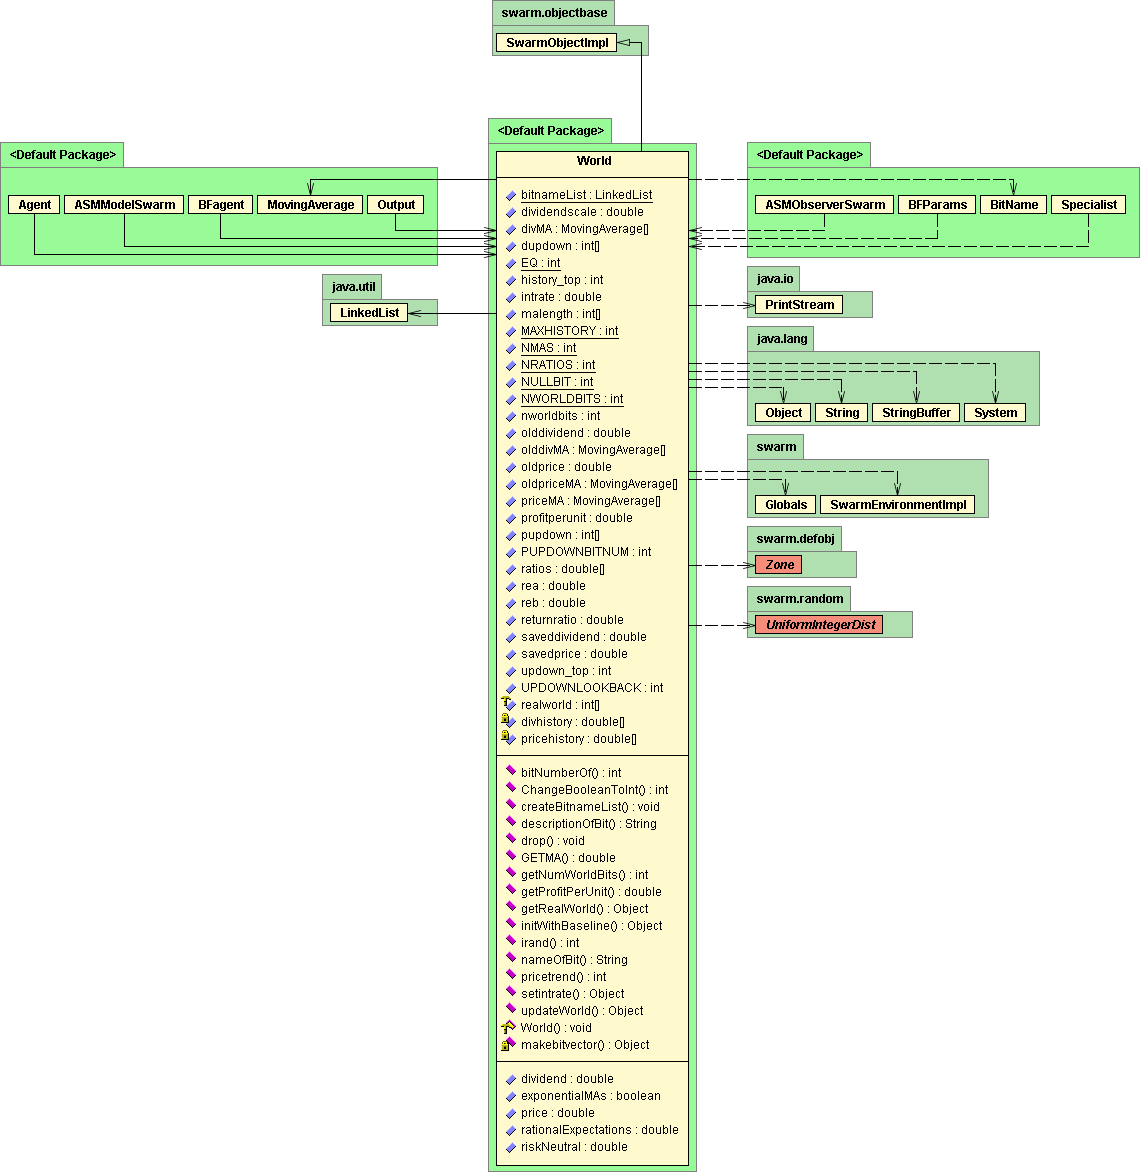 swarm.objectbase
SwarmObjectImpl
<Default Package>
Agent
ASMModelSwarm
BFagent
MovingAverage
Output
java.util
LinkedList
<Default Package>
World
bitnameList : LinkedList
dividendscale : double
divMA : MovingAverage[]
dupdown : int[]
EQ : int
history_top : int
intrate : double
malength : int[]
MAXHISTORY : int
NMAS : int
NRATIOS : int
NULLBIT : int
NWORLDBITS : int
nworldbits : int
olddividend : double
olddivMA : MovingAverage[]
oldprice : double
oldpriceMA : MovingAverage[]
priceMA : MovingAverage[]
profitperunit : double
pupdown : int[]
PUPDOWNBITNUM : int
ratios : double[]
rea : double
reb : double
returnratio : double
saveddividend : double
savedprice : double
updown_top : int
UPDOWNLOOKBACK : int
realworld : int[]
divhistory : double[]
pricehistory : double[]
bitNumberOf() : int
ChangeBooleanToInt() : int
createBitnameList() : void
descriptionOfBit() : String
drop() : void
GETMA() : double
getNumWorldBits() : int
getProfitPerUnit() : double
getRealWorld() : Object
initWithBaseline() : Object
irand() : int
nameOfBit() : String
pricetrend() : int
setintrate() : Object
updateWorld() : Object
World() : void
makebitvector() : Object
dividend : double
exponentialMAs : boolean
price : double
rationalExpectations : double
riskNeutral : double
<Default Package>
ASMObserverSwarm
BFParams
BitName
Specialist
java.io
PrintStream
java.lang
Object
String
StringBuffer
System
swarm
Globals
SwarmEnvironmentImpl
swarm.defobj
Zone
swarm.random
UniformIntegerDist